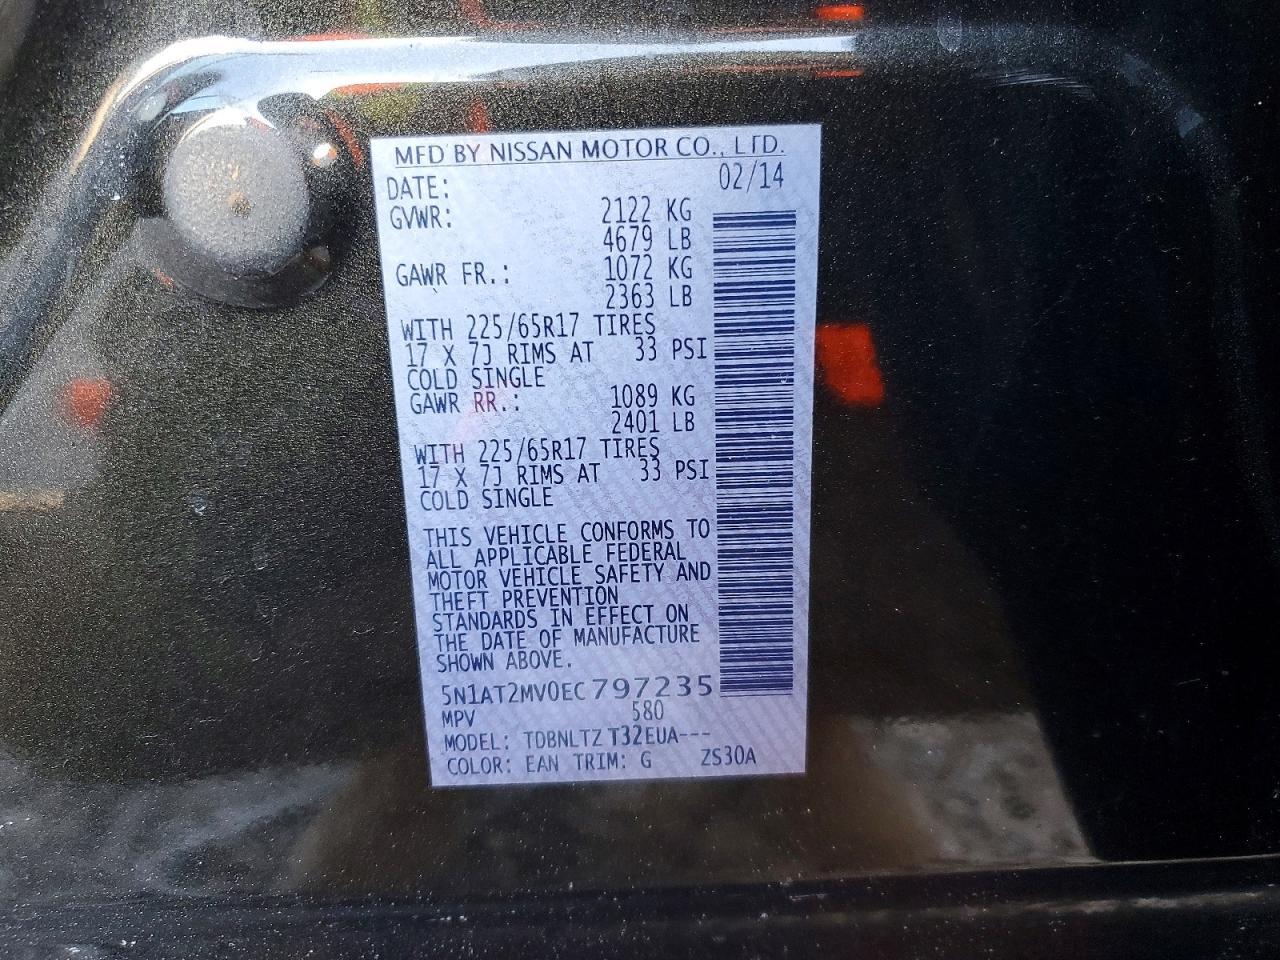 MFD BY NISSAN MOTOR CO., LTD.
DATE: 02/14
GVWR: 2122 KG
4679 LB
GAWR FR.: 1072 KG
2363 LB
WITH 225/65R17 TIRES
17 X 7J RIMS AT 33 PSI
COLD SINGLE
GAWR RR.: 1089 KG
2401 LB
WITH 225/65R17 TIRES
17 X 7J RIMS AT 33 PSI
COLD SINGLE
THIS VEHICLE CONFORMS TO
ALL APPLICABLE FEDERAL
MOTOR VEHICLE SAFETY AND
THEFT PREVENTION
STANDARDS IN EFFECT ON
THE DATE OF MANUFACTURE
SHOWN ABOVE.
5N1AT2MV0EC797235
MPV 580
MODEL: TDBNLTZ T32EUA---
COLOR: EAN TRIM: G ZS30A